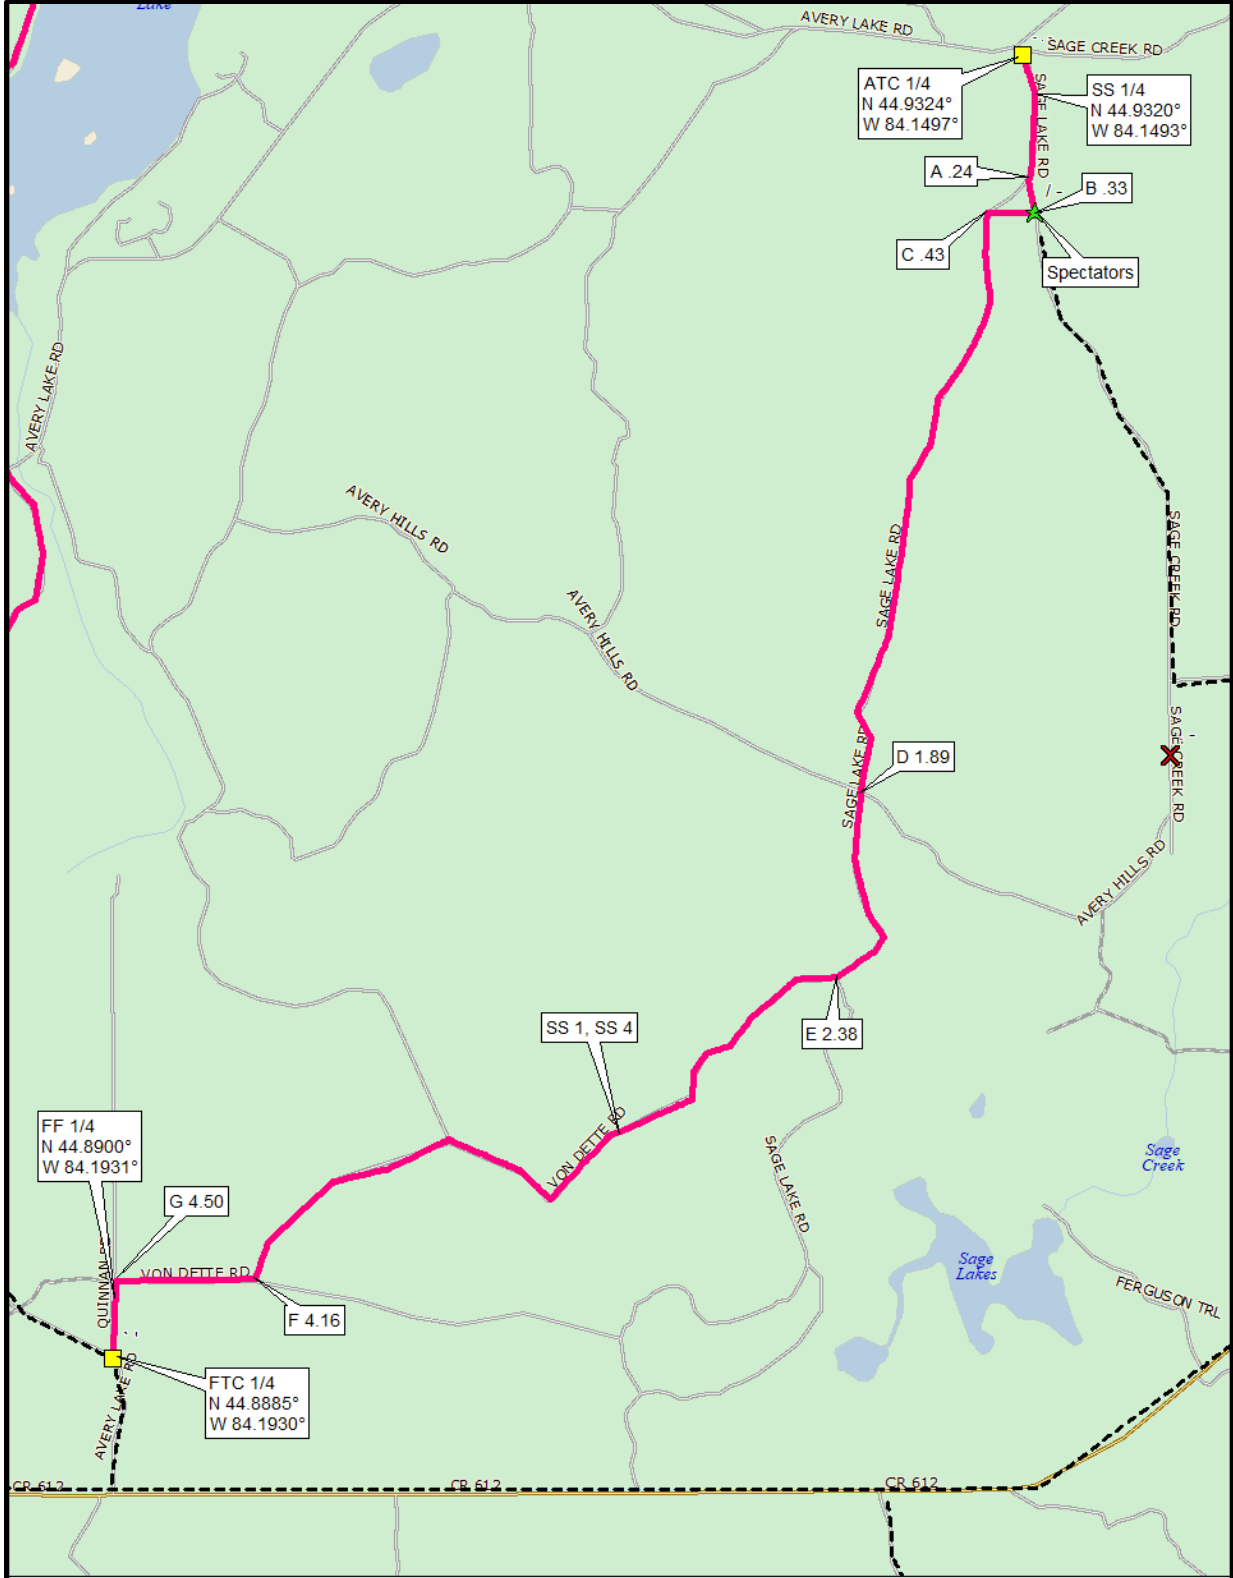 Lake
AVERY LAKE RD
SAGE CREEK RD
ATC 1/4
N 44.9324°
W 84.1497°
SS 1/4
N 44.9320°
W 84.1493°
SAGE LAKE RD
A .24
/ -
B .33
C .43
Spectators
AVERY LAKE RD
AVERY HILLS RD
SAGE LAKE RD
SAGE CREEK RD
AVERY HILLS RD
SAGE LAKE RD
D 1.89
SAGE CREEK RD
AVERY HILLS RD
SS 1, SS 4
E 2.38
FF 1/4
N 44.8900°
W 84.1931°
VON DETTE RD
SAGE LAKE RD
Sage
Creek
G 4.50
QUINNAN
VON DETTE RD
Sage
Lakes
FERGUSON TRL
F 4.16
FTC 1/4
N 44.8885°
W 84.1930°
AVERY LAKE RD
CR 612
CR 612
CR 612